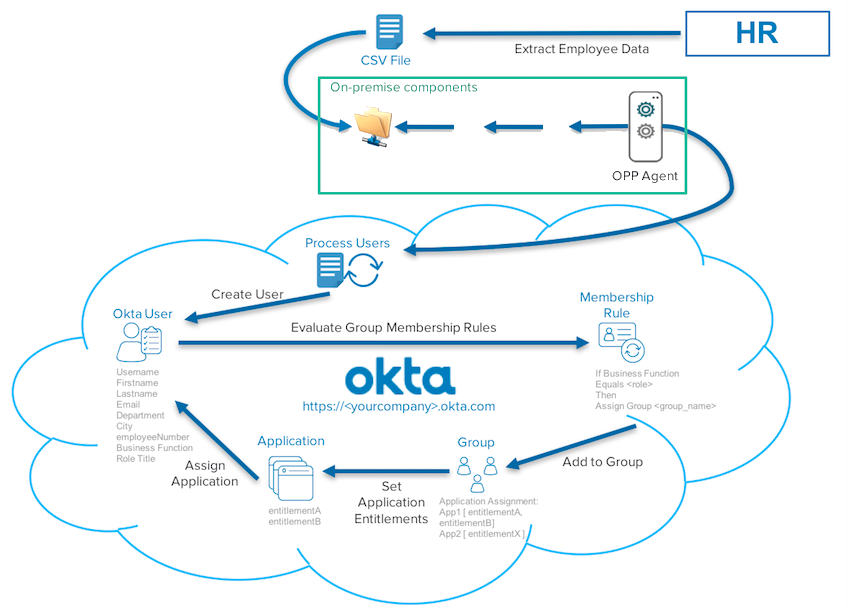 HR
Extract Employee Data
CSV File
On-premise components
OPP Agent
Process Users
Create User
Okta User
Username
Firstname
Lastname
Email
Department
City
employeeNumber
Business Function
Role Title
Evaluate Group Membership Rules
Membership
Rule
If Business Function
Equals <role>
Then
Assign Group <group_name>
okta
https://<yourcompany>.okta.com
Add to Group
Group
Application Assignment:
App1 [ entitlementA,
entitlementB]
App2 [ entitlementX ]
Set
Application
Entitlements
Application
entitlementA
entitlementB
Assign
Application